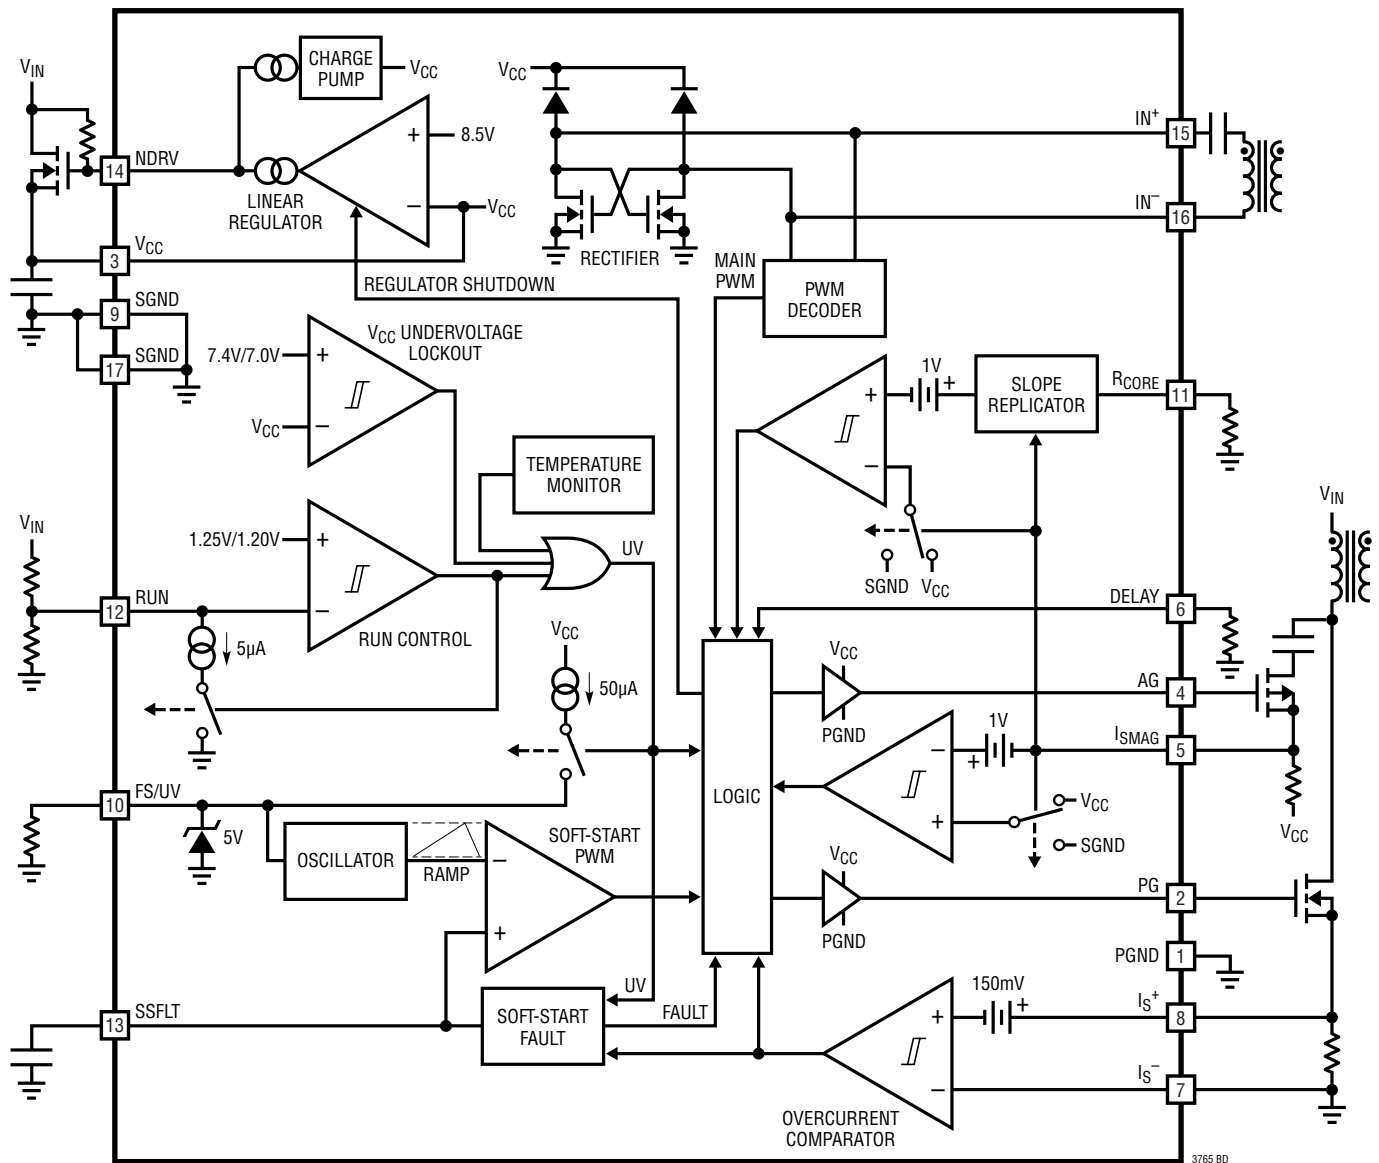 CHARGE
PUMP
VCC
VIN
14
NDRV
LINEAR
REGULATOR
+
8.5V
−
VCC
3
VCC
9
SGND
17
SGND
REGULATOR SHUTDOWN
VCC
RECTIFIER
MAIN
PWM
PWM
DECODER
IN+
15
IN−
16
VCC UNDERVOLTAGE
LOCKOUT
7.4V/7.0V
+
VCC
−
TEMPERATURE
MONITOR
1.25V/1.20V
+
−
RUN CONTROL
VIN
12
RUN
5µA
UV
VCC
50µA
1V
+
+
−
SLOPE
REPLICATOR
RCORE
11
SGND
VCC
DELAY
6
VIN
LOGIC
VCC
PGND
AG
4
1V
−
+
+
ISMAG
5
VCC
SGND
VCC
10
FS/UV
5V
OSCILLATOR
RAMP
SOFT-START
PWM
−
+
VCC
PGND
PG
2
PGND
1
13
SSFLT
SOFT-START
FAULT
UV
FAULT
150mV
+
+
−
OVERCURRENT
COMPARATOR
IS+
8
IS−
7
3765 BD